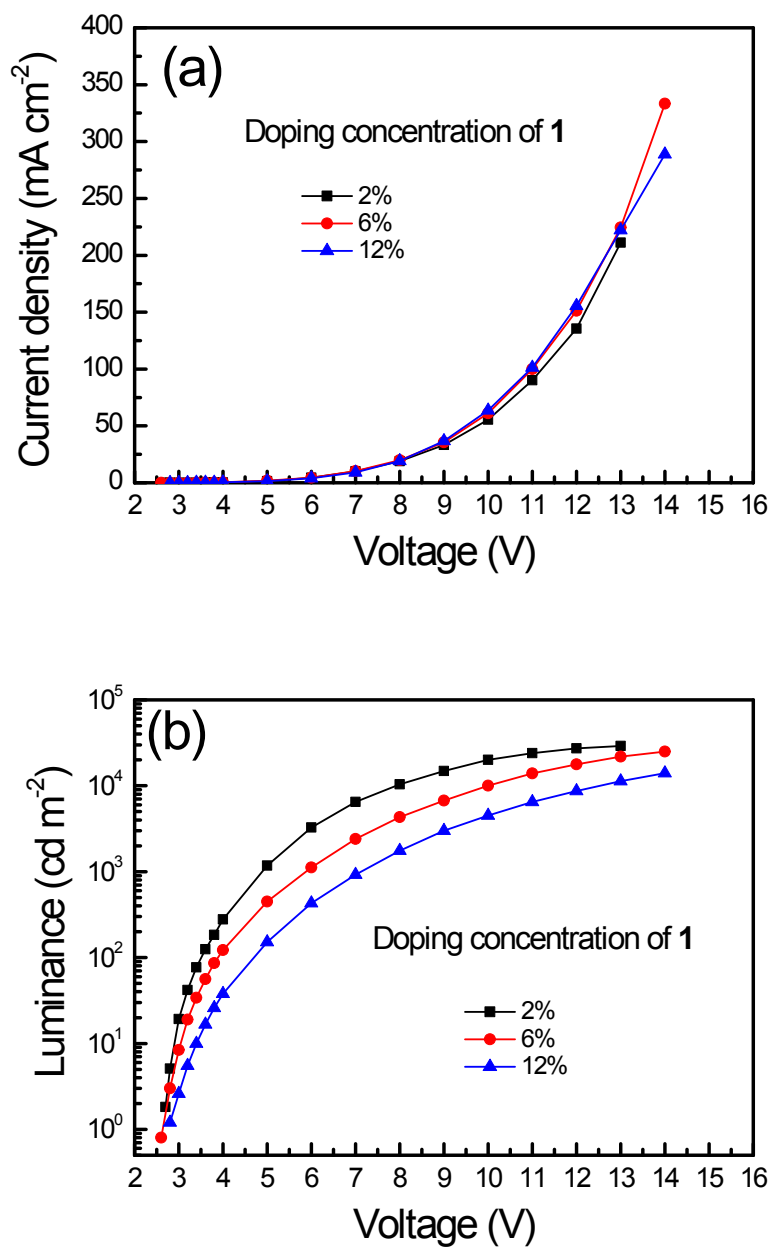 (a)
Current density (mA cm⁻²)
400
350
300
250
200
150
100
50
0
Doping concentration of 1
2%
6%
12%
2 3 4 5 6 7 8 9 10 11 12 13 14 15 16
Voltage (V)
(b)
Luminance (cd m⁻²)
10⁵
10⁴
10³
10²
10¹
10⁰
Doping concentration of 1
2%
6%
12%
2 3 4 5 6 7 8 9 10 11 12 13 14 15 16
Voltage (V)